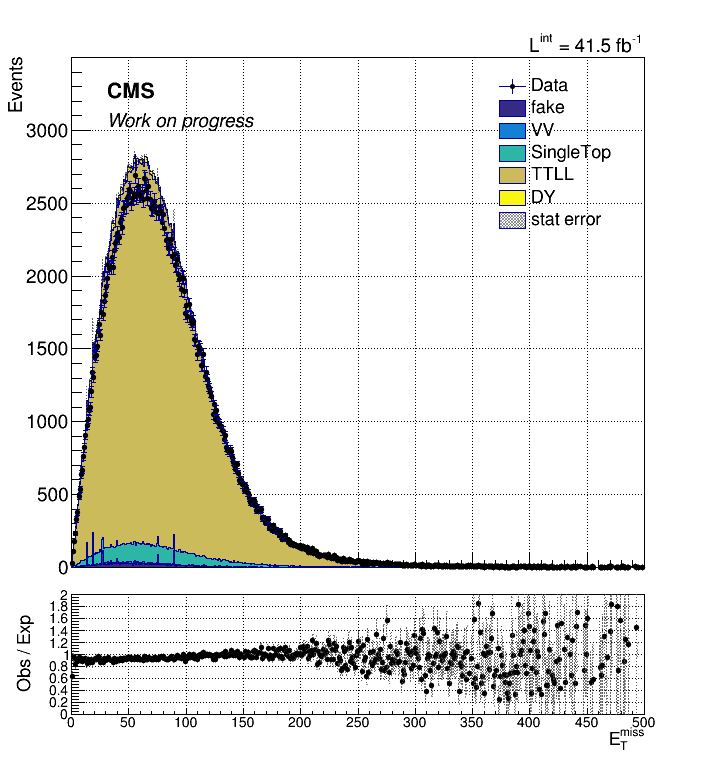 L^int = 41.5 fb^-1
Events
CMS
Work on progress
Data
fake
VV
SingleTop
TTLL
DY
stat error
3000
2500
2000
1500
1000
500
0
Obs / Exp
2
1.8
1.6
1.4
1.2
1
0.8
0.6
0.4
0.2
0
0 50 100 150 200 250 300 350 400 450 500
E_T^miss